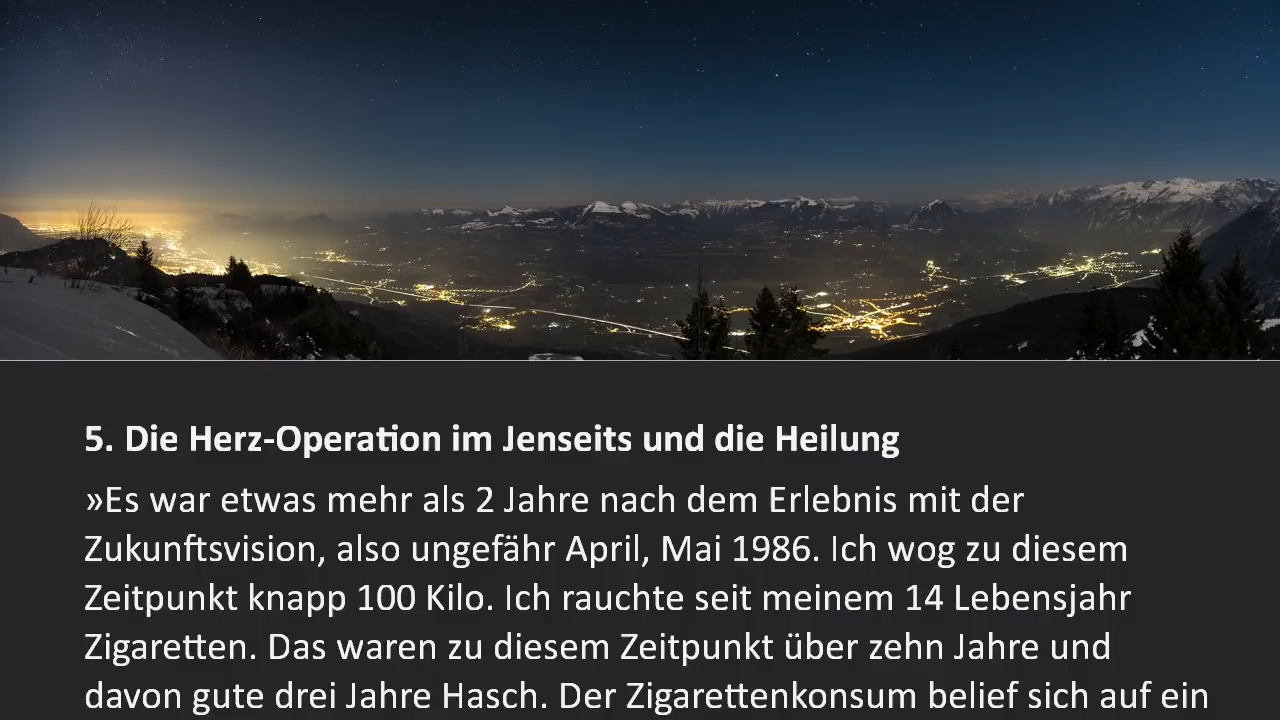 5. Die Herz-Operation im Jenseits und die Heilung
»Es war etwas mehr als 2 Jahre nach dem Erlebnis mit der
Zukunftsvision, also ungefähr April, Mai 1986. Ich wog zu diesem
Zeitpunkt knapp 100 Kilo. Ich rauchte seit meinem 14 Lebensjahr
Zigaretten. Das waren zu diesem Zeitpunkt über zehn Jahre und
davon gute drei Jahre Hasch. Der Zigarettenkonsum belief sich auf ein